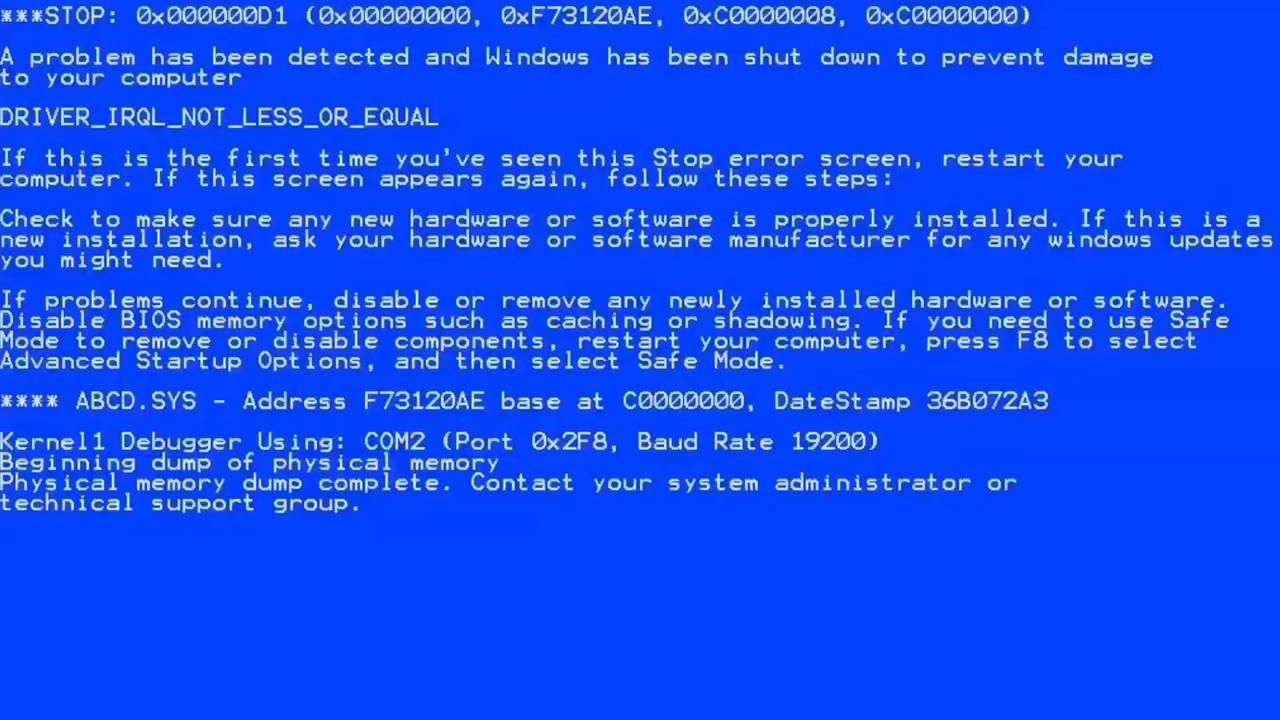 ***STOP: 0x000000D1 (0x00000000, 0xF73120AE, 0xC0000008, 0xC0000000)
A problem has been detected and Windows has been shut down to prevent damage
to your computer
DRIVER_IRQL_NOT_LESS_OR_EQUAL
If this is the first time you've seen this Stop error screen, restart your
computer. If this screen appears again, follow these steps:
Check to make sure any new hardware or software is properly installed. If this is a
new installation, ask your hardware or software manufacturer for any windows updates
you might need.
If problems continue, disable or remove any newly installed hardware or software.
Disable BIOS memory options such as caching or shadowing. If you need to use Safe
Mode to remove or disable components, restart your computer, press F8 to select
Advanced Startup Options, and then select Safe Mode.
**** ABCD.SYS - Address F73120AE base at C0000000, DateStamp 36B072A3
Kernel1 Debugger Using: COM2 (Port 0x2F8, Baud Rate 19200)
Beginning dump of physical memory
Physical memory dump complete. Contact your system administrator or
technical support group.